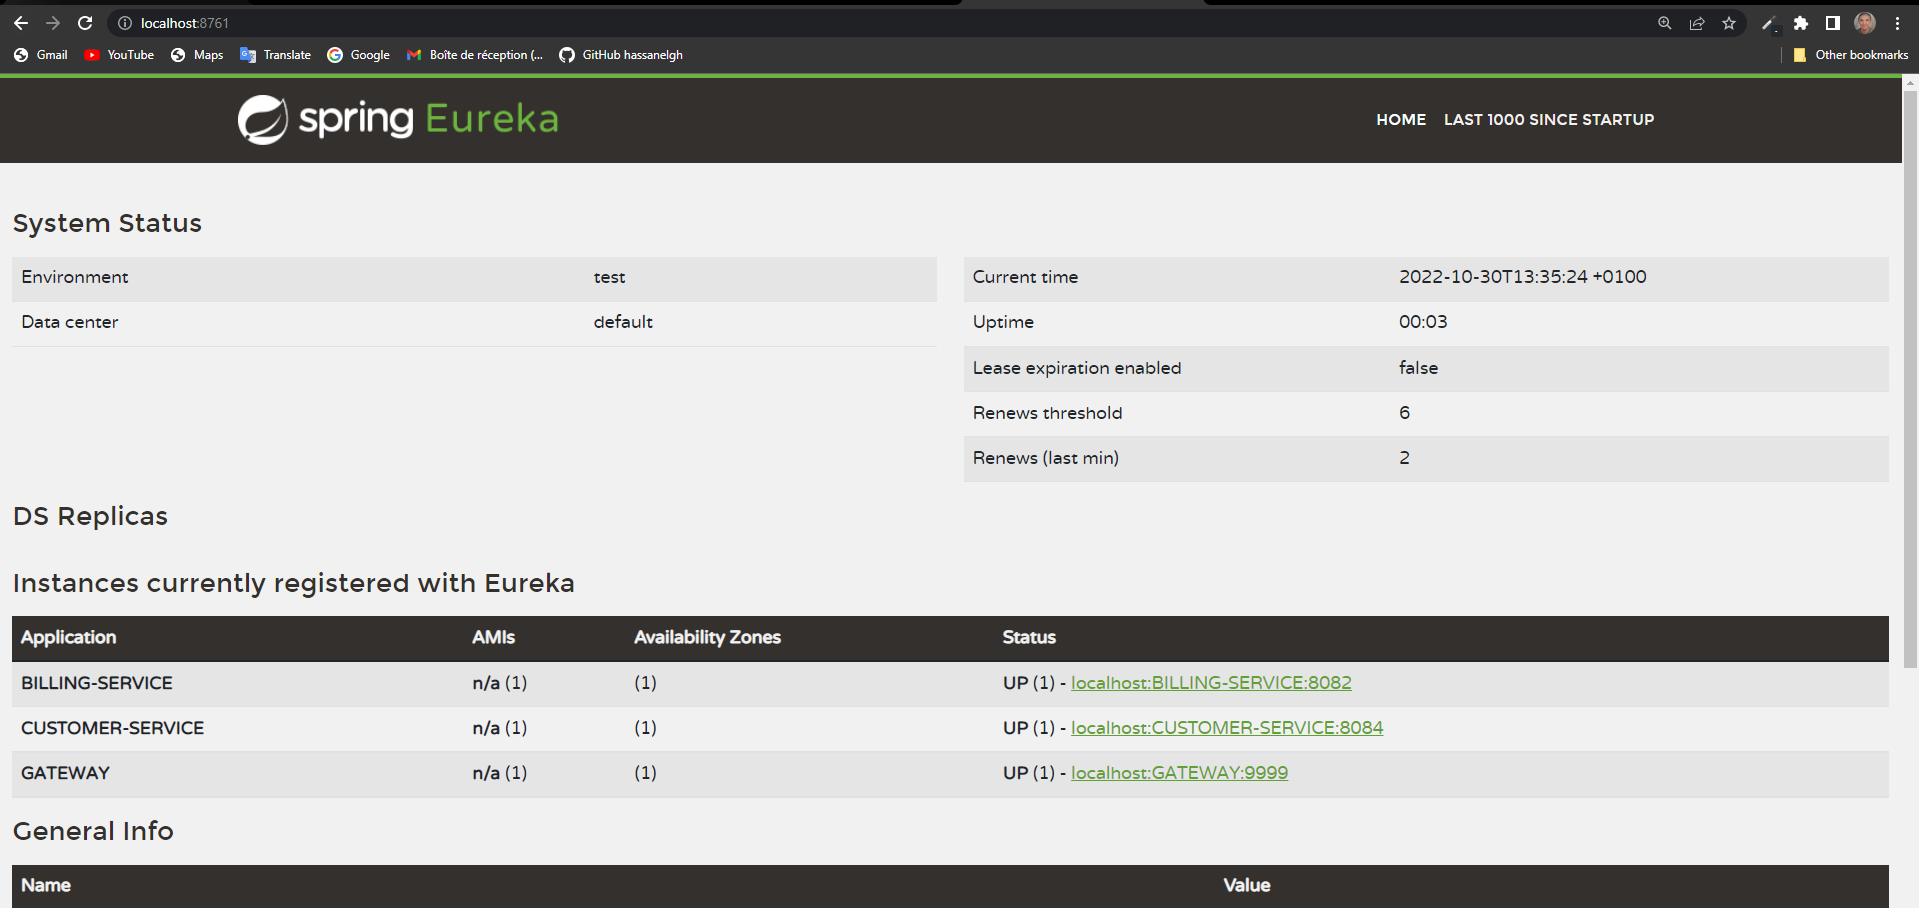 localhost:8761
Gmail YouTube Maps Translate Google Boîte de réception (... GitHub hassanelgh Other bookmarks
spring Eureka HOME LAST 1000 SINCE STARTUP
System Status
Environment test
Data center default
Current time 2022-10-30T13:35:24 +0100
Uptime 00:03
Lease expiration enabled false
Renews threshold 6
Renews (last min) 2
DS Replicas
Instances currently registered with Eureka
Application AMIs Availability Zones Status
BILLING-SERVICE n/a (1) (1) UP (1) - localhost:BILLING-SERVICE:8082
CUSTOMER-SERVICE n/a (1) (1) UP (1) - localhost:CUSTOMER-SERVICE:8084
GATEWAY n/a (1) (1) UP (1) - localhost:GATEWAY:9999
General Info
Name Value